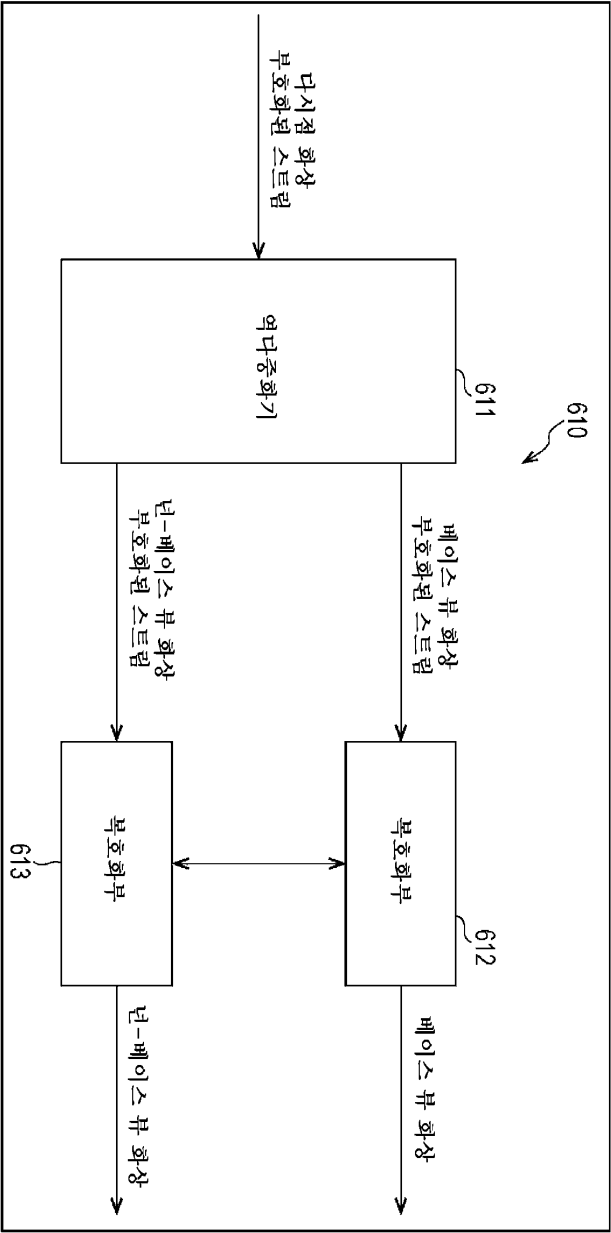 610
다시점 화상
부호화된 스트림
역다중화기
611
베이스 뷰 화상
부호화된 스트림
넌-베이스 뷰 화상
부호화된 스트림
복호화부
612
복호화부
613
베이스 뷰 화상
넌-베이스 뷰 화상